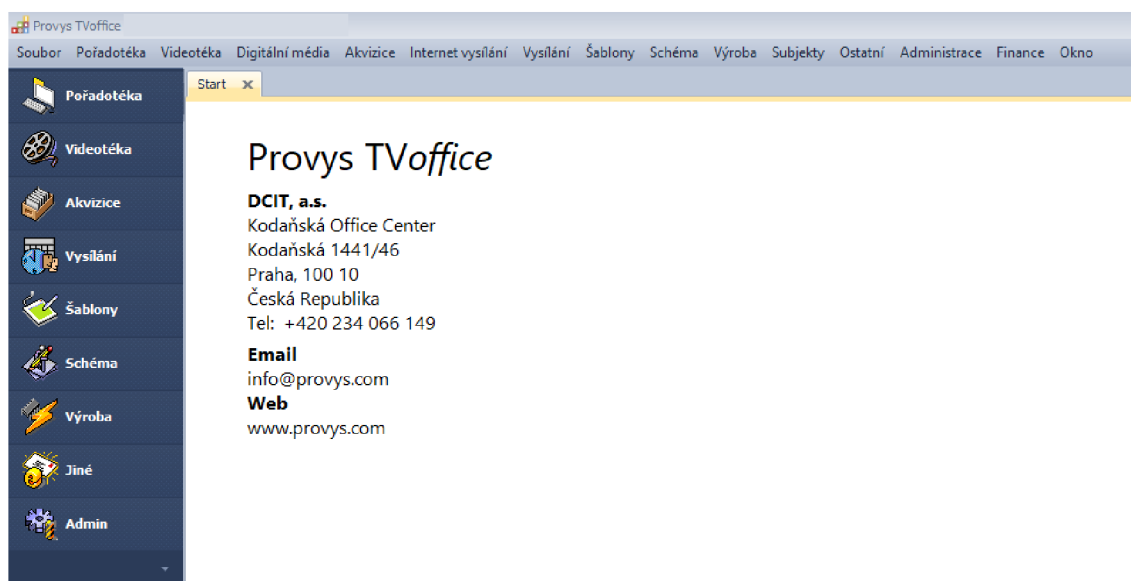 Provys TVoffice
Soubor Pořadotéka Videotéka Digitální média Akvizice Internet vysílání Vysílání Šablony Schéma Výroba Subjekty Ostatní Administrace Finance Okno
Start
Pořadotéka
Videotéka
Akvizice
Vysílání
Šablony
Schéma
Výroba
Jiné
Admin
Provys TVoffice
DCIT, a.s.
Kodaňská Office Center
Kodaňská 1441/46
Praha, 100 10
Česká Republika
Tel: +420 234 066 149
Email
info@provys.com
Web
www.provys.com